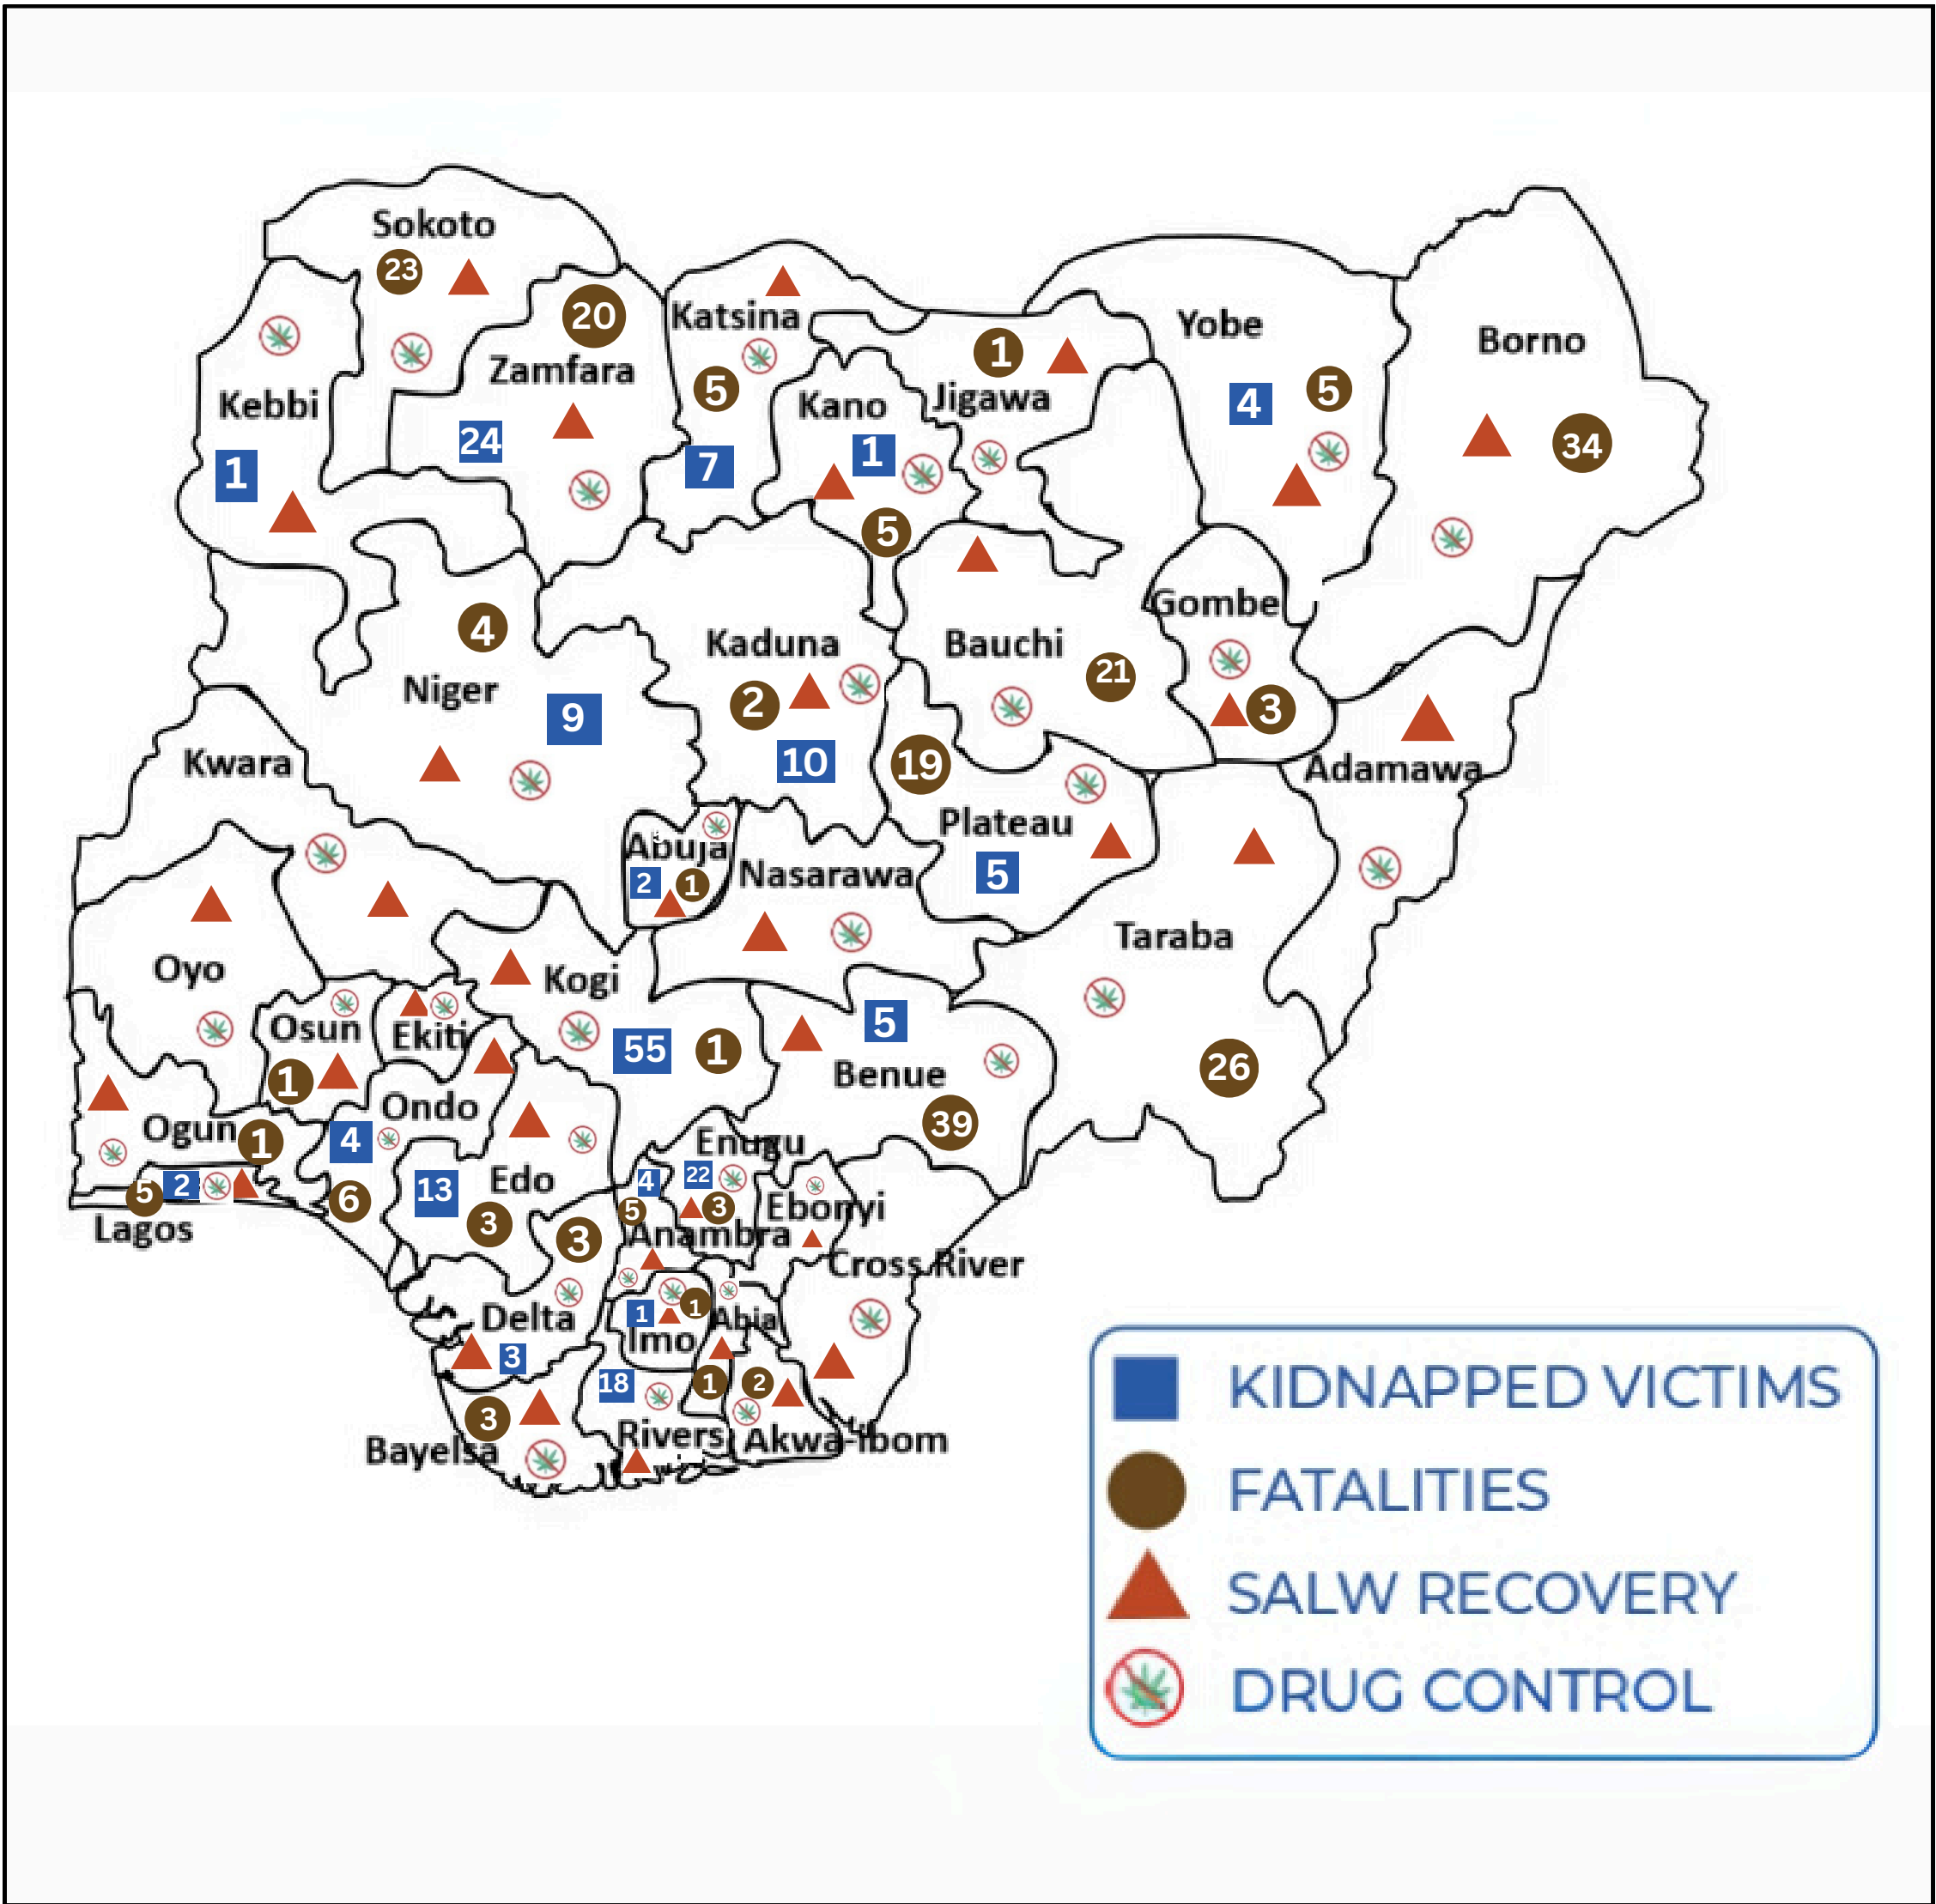 Sokoto
23
20
Zamfara
24
Katsina
5
7
Kebbi
1
Kano
1
5
1
Jigawa
Yobe
4
5
Borno
34
4
Niger
9
Kaduna
2
10
Bauchi
21
Gombe
3
Adamawa
Kwara
19
Plateau
5
Abuja
2
1
Nasarawa
Taraba
26
Oyo
Kogi
55
1
5
Benue
39
Osun
1
Ekiti
Ondo
4
6
Ogun
1
5
2
Lagos
13
Edo
3
Enugu
22
3
4
5
Anambra
Ebonyi
Cross River
3
Delta
3
1
1
Imo
Abia
1
18
Rivers
2
Akwa-Ibom
3
Bayelsa
KIDNAPPED VICTIMS
FATALITIES
SALW RECOVERY
DRUG CONTROL